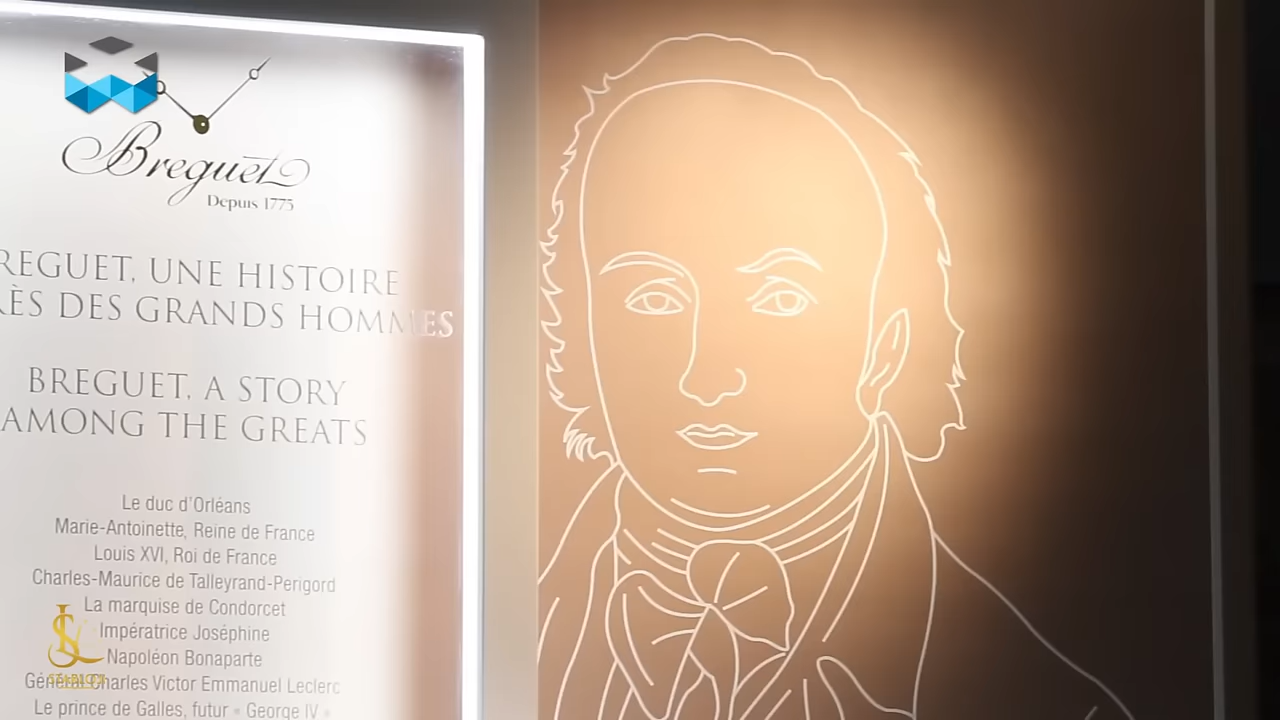 Breguet
Depuis 1775
REGUET, UNE HISTOIRE
RÈS DES GRANDS HOMMES
BREGUET, A STORY
AMONG THE GREATS
Le duc d'Orléans
Marie-Antoinette, Reine de France
Louis XVI, Roi de France
Charles-Maurice de Talleyrand-Perigord
La marquise de Condorcet
Impératrice Joséphine
Napoléon Bonaparte
Général Charles Victor Emmanuel Leclerc
Le prince de Galles, futur « George IV »